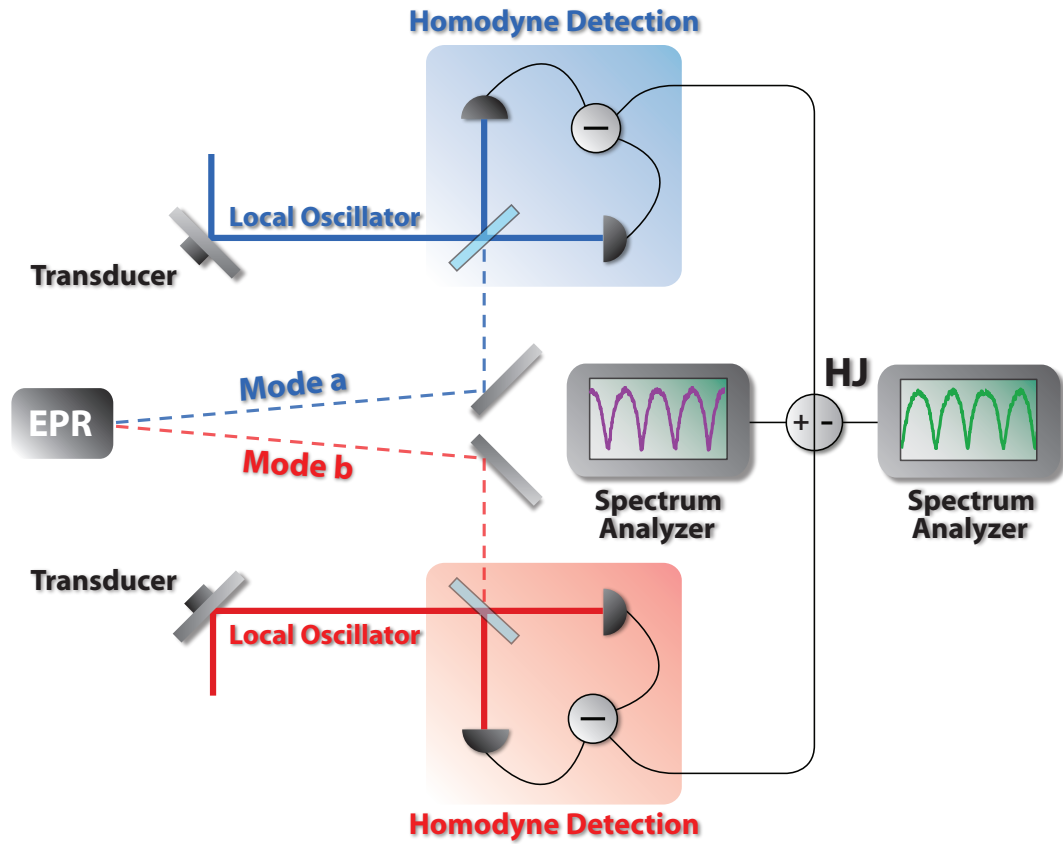 Homodyne Detection
Local Oscillator
Transducer
EPR
Mode a
Mode b
HJ
+ -
Spectrum
Analyzer
Spectrum
Analyzer
Transducer
Local Oscillator
Homodyne Detection